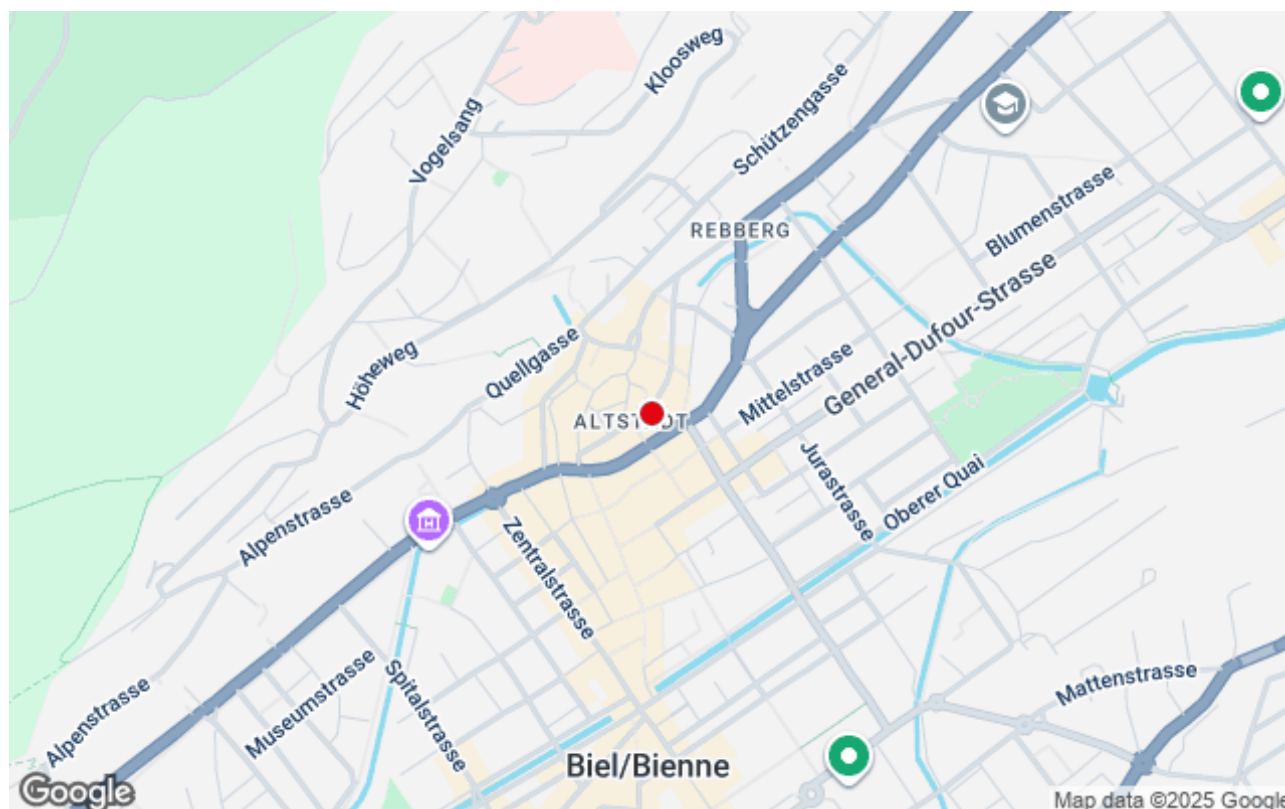 Kloosweg
Schützengasse
Vogelsang
REBBERG
Blumenstrasse
General-Dufour-Strasse
Höheweg
Quellgasse
Mittelstrasse
Jurastrasse
Oberer Quai
Alpenstrasse
Zentralstrasse
Museumstrasse
Spitalstrasse
Mattenstrasse
Alpenstrasse
Biel/Bienne
H
Google
Map data ©2025 Google